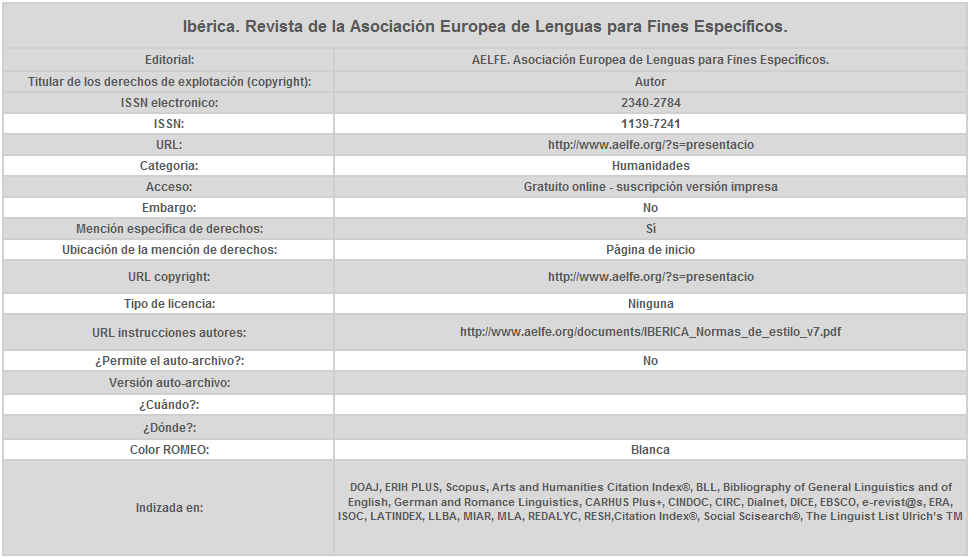 Ibérica. Revista de la Asociación Europea de Lenguas para Fines Específicos.
Editorial: AELFE. Asociación Europea de Lenguas para Fines Específicos.
Titular de los derechos de explotación (copyright): Autor
ISSN electronico: 2340-2784
ISSN: 1139-7241
URL: http://www.aelfe.org/?s=presentacio
Categoria: Humanidades
Acceso: Gratuito online - suscripción versión impresa
Embargo: No
Mención específica de derechos: Sí
Ubicación de la mención de derechos: Página de inicio
URL copyright: http://www.aelfe.org/?s=presentacio
Tipo de licencia: Ninguna
URL instrucciones autores: http://www.aelfe.org/documents/IBERICA_Normas_de_estilo_v7.pdf
¿Permite el auto-archivo?: No
Versión auto-archivo:
¿Cuándo?:
¿Dónde?:
Color ROMEO: Blanca
Indizada en:
DOAJ, ERIH PLUS, Scopus, Arts and Humanities Citation Index®, BLL, Bibliography of General Linguistics and of
English, German and Romance Linguistics, CARHUS Plus+, CINDOC, CIRC, Dialnet, DICE, EBSCO, e-revist@s, ERA,
ISOC, LATINDEX, LLBA, MIAR, MLA, REDALYC, RESH,Citation Index®, Social Scisearch®, The Linguist List Ulrich's TM